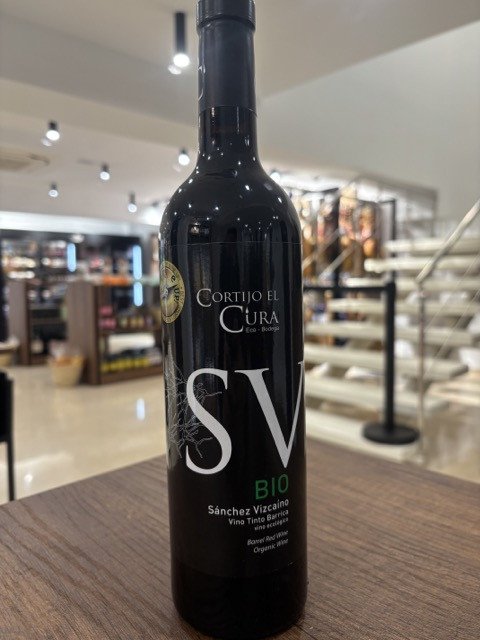 CORTIJO EL
CURA
Eco - Bodega
SV
BIO
Sánchez Vizcaíno
Vino Tinto Barrica
vino ecológico
Barrel Red Wine
Organic Wine